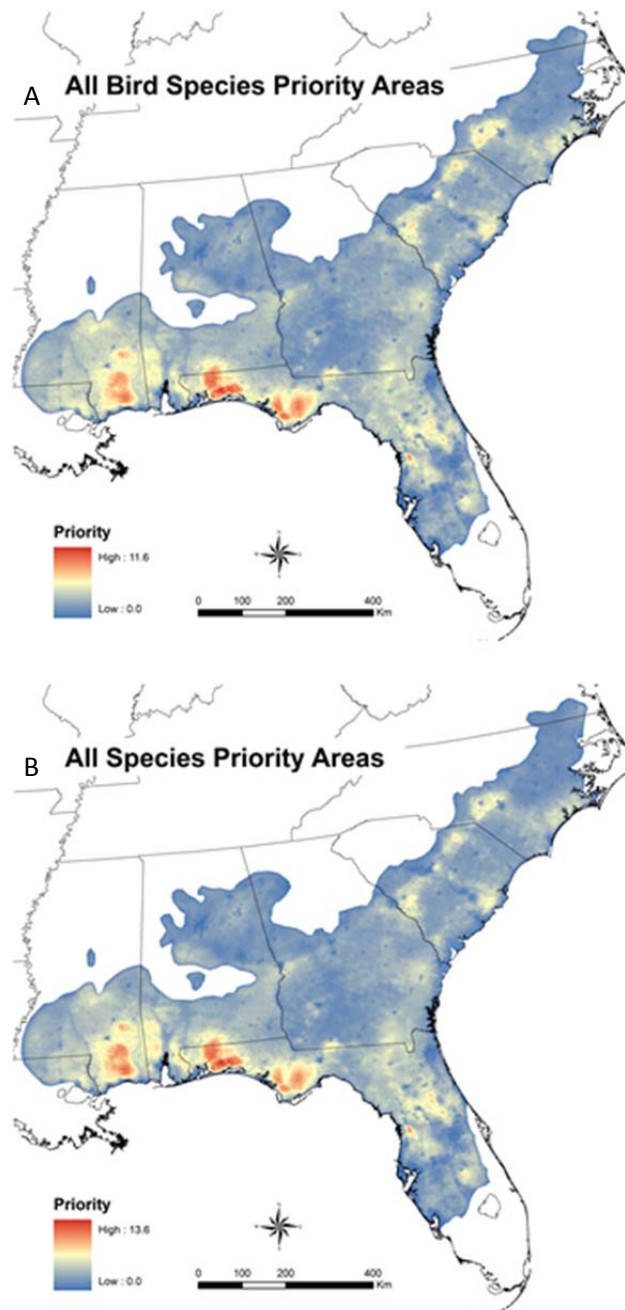 A All Bird Species Priority Areas
Priority
High : 11.6
Low : 0.0
0 100 200 400
Km
B All Species Priority Areas
Priority
High : 13.6
Low : 0.0
0 100 200 400
Km